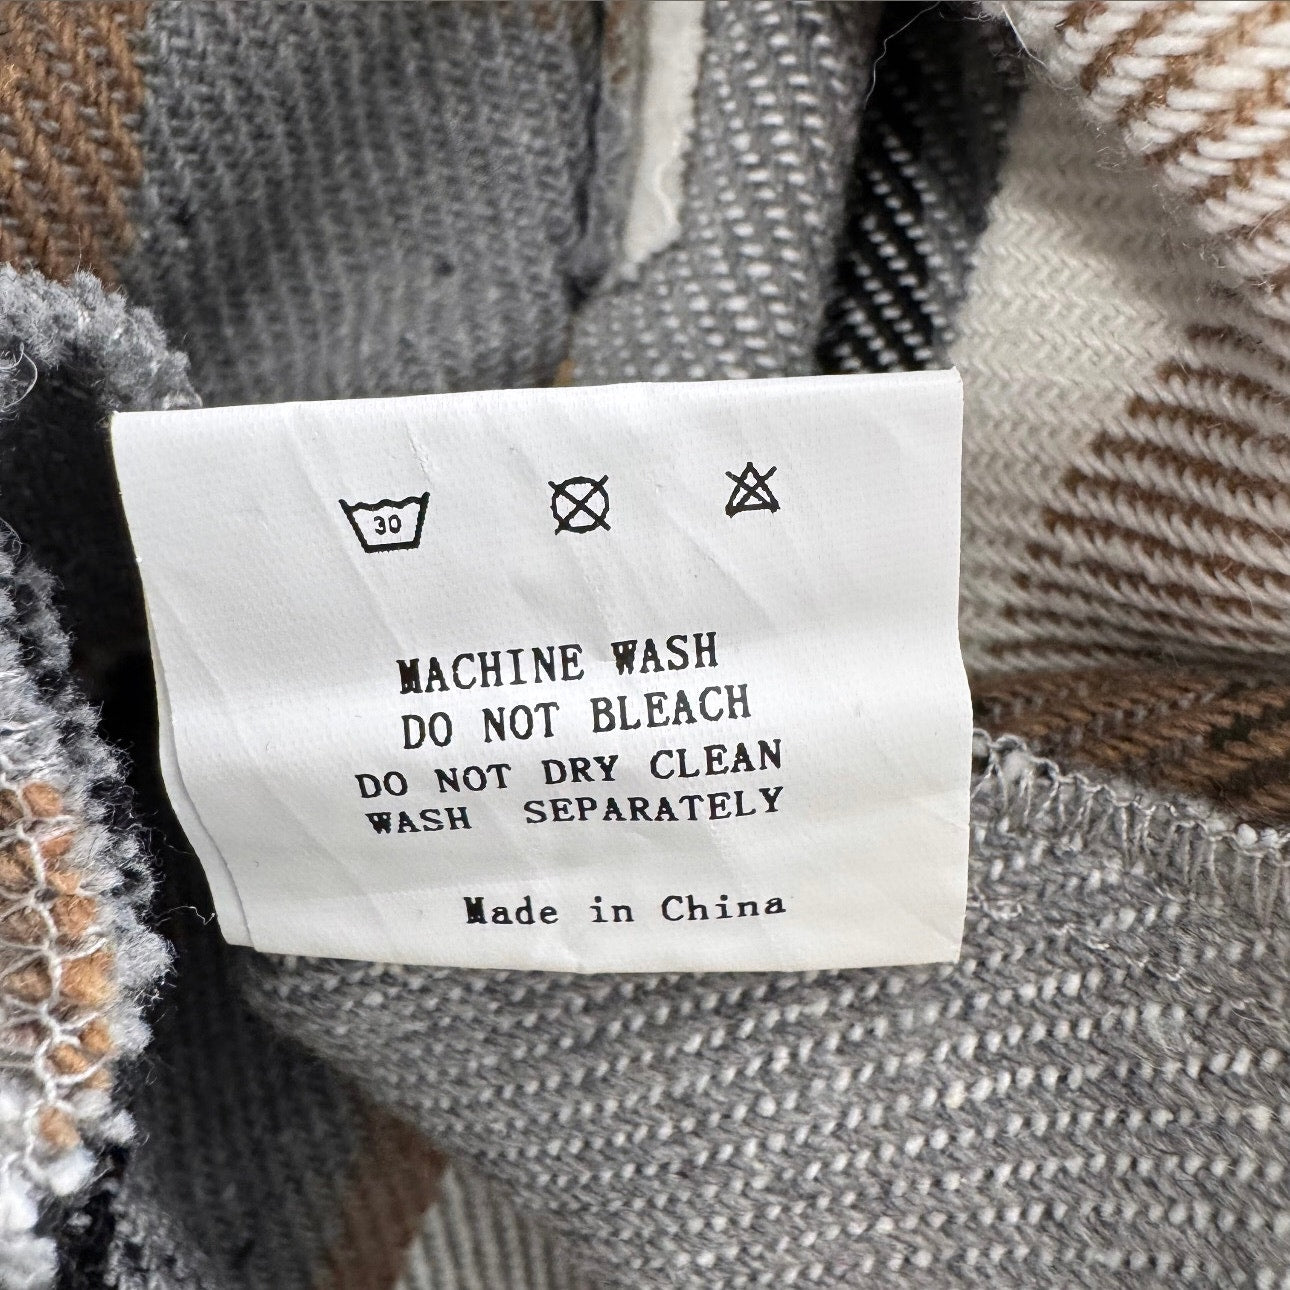 30
MACHINE WASH
DO NOT BLEACH
DO NOT DRY CLEAN
WASH SEPARATELY
Made in China